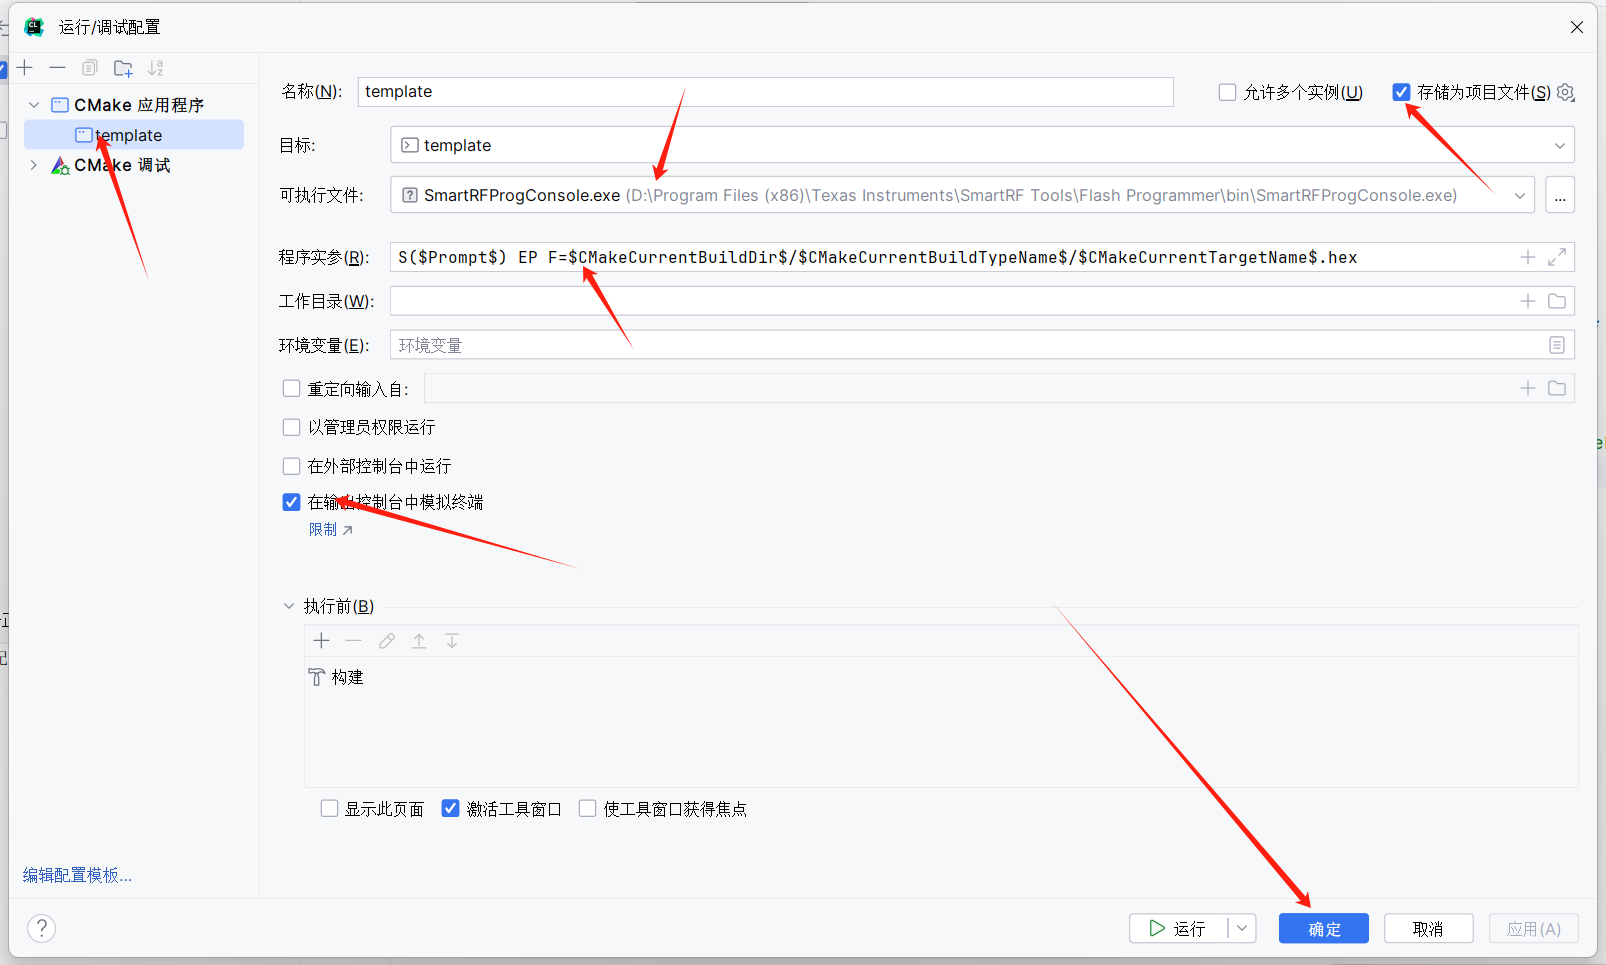 运行/调试配置
CMake 应用程序
template
CMake 调试
名称(N): template
允许多个实例(U)
存储为项目文件(S)
目标: template
可执行文件: SmartRFProgConsole.exe (D:\Program Files (x86)\Texas Instruments\SmartRF Tools\Flash Programmer\bin\SmartRFProgConsole.exe)
...
程序实参(R): S($Prompt$) EP F=$CMakeCurrentBuildDir$/$CMakeCurrentBuildTypeName$/$CMakeCurrentTargetName$.hex
工作目录(W):
环境变量(E): 环境变量
重定向输入自:
以管理员权限运行
在外部控制台中运行
在输出控制台中模拟终端
限制
执行前(B)
构建
显示此页面 激活工具窗口 使工具窗口获得焦点
编辑配置模板...
? 运行 确定 取消 应用(A)